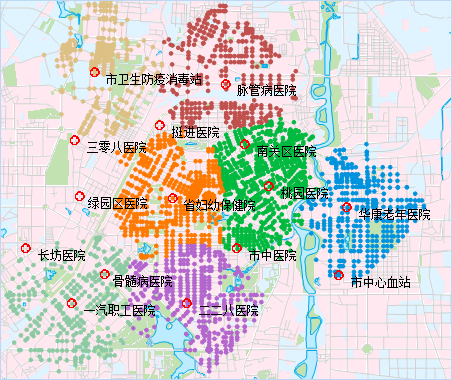 市卫生防疫消毒站
脉管病医院
挺进医院
三零八医院
南关区医院
桃园医院
绿园区医院
省妇幼保健院
华康老年医院
长坊医院
市中医院
骨髓病医院
市中心血站
一汽职工医院
二二八医院